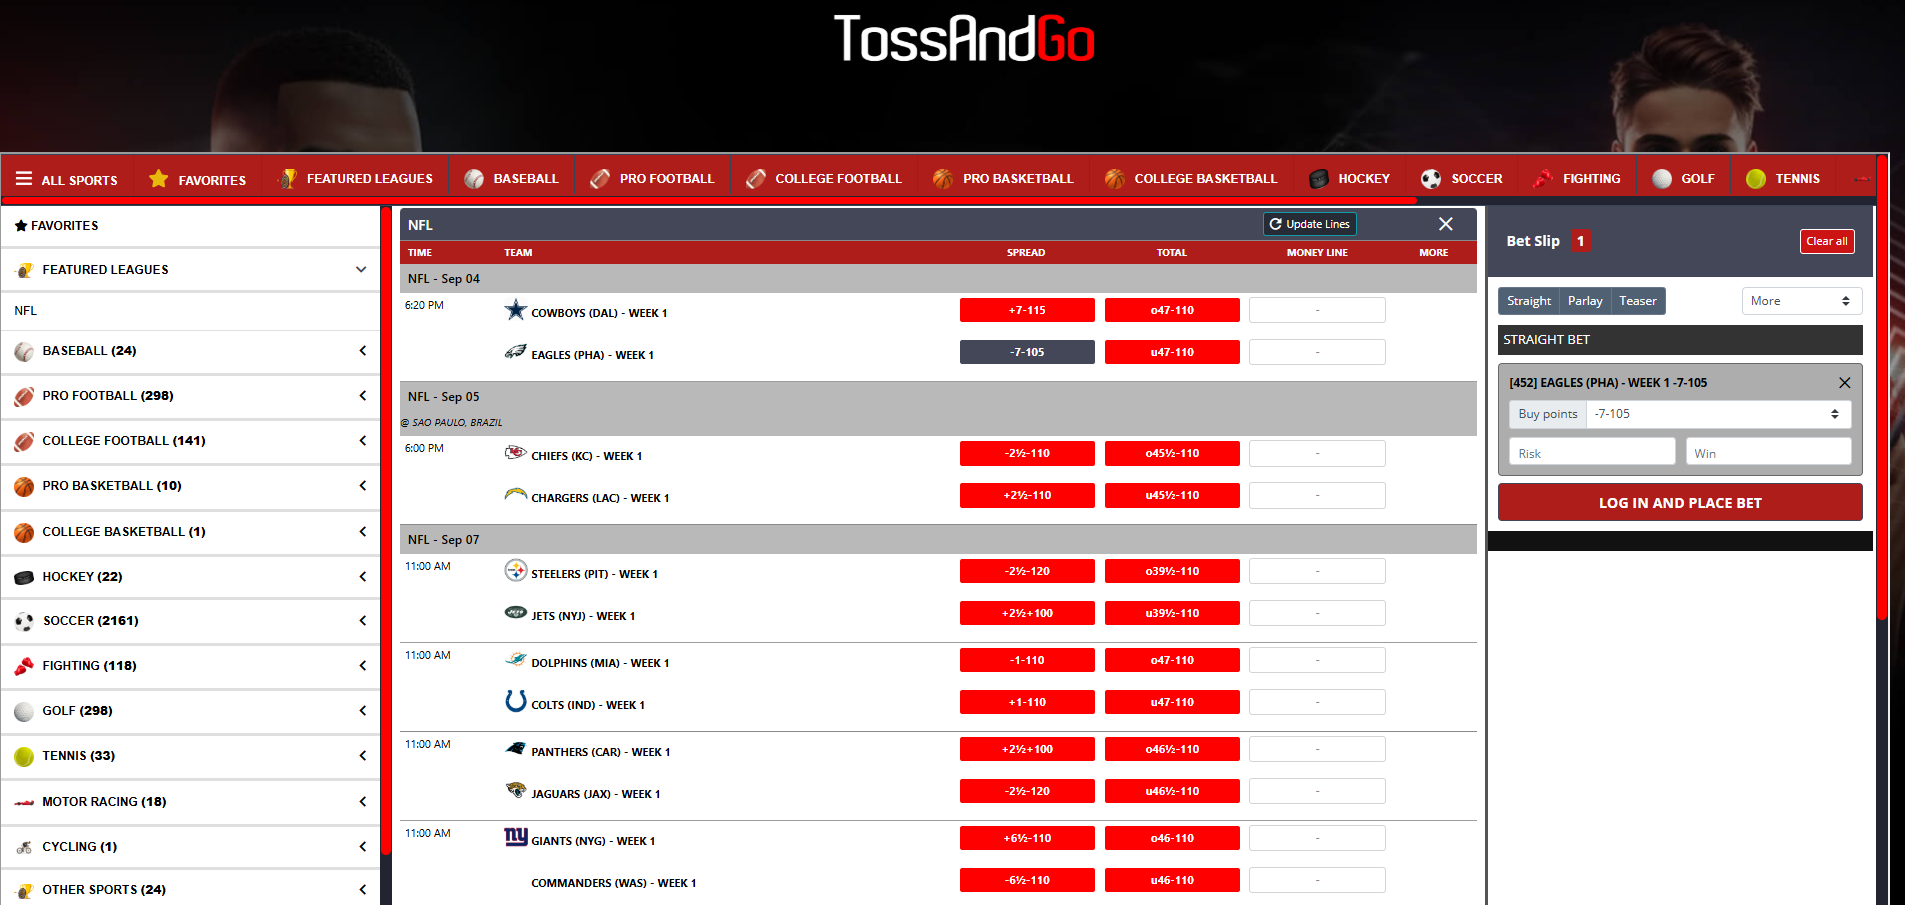 TossAndGo
ALL SPORTS FAVORITES FEATURED LEAGUES BASEBALL PRO FOOTBALL COLLEGE FOOTBALL PRO BASKETBALL COLLEGE BASKETBALL HOCKEY SOCCER FIGHTING GOLF TENNIS
FAVORITES
FEATURED LEAGUES
NFL
BASEBALL (24)
PRO FOOTBALL (298)
COLLEGE FOOTBALL (141)
PRO BASKETBALL (10)
COLLEGE BASKETBALL (1)
HOCKEY (22)
SOCCER (2161)
FIGHTING (118)
GOLF (298)
TENNIS (33)
MOTOR RACING (18)
CYCLING (1)
OTHER SPORTS (24)
NFL Update Lines
TIME TEAM SPREAD TOTAL MONEY LINE MORE
NFL - Sep 04
6:20 PM COWBOYS (DAL) - WEEK 1 +7-115 o47-110 -
EAGLES (PHA) - WEEK 1 -7-105 u47-110 -
NFL - Sep 05
@ SAO PAULO, BRAZIL
6:00 PM CHIEFS (KC) - WEEK 1 -2½-110 o45½-110 -
CHARGERS (LAC) - WEEK 1 +2½-110 u45½-110 -
NFL - Sep 07
11:00 AM STEELERS (PIT) - WEEK 1 -2½-120 o39½-110 -
JETS (NYJ) - WEEK 1 +2½+100 u39½-110 -
11:00 AM DOLPHINS (MIA) - WEEK 1 -1-110 o47-110 -
COLTS (IND) - WEEK 1 +1-110 u47-110 -
11:00 AM PANTHERS (CAR) - WEEK 1 +2½+100 o46½-110 -
JAGUARS (JAX) - WEEK 1 -2½-120 u46½-110 -
11:00 AM GIANTS (NYG) - WEEK 1 +6½-110 o46-110 -
COMMANDERS (WAS) - WEEK 1 -6½-110 u46-110 -
Bet Slip 1 Clear all
Straight Parlay Teaser More
STRAIGHT BET
[452] EAGLES (PHA) - WEEK 1 -7-105
Buy points -7-105
Risk Win
LOG IN AND PLACE BET